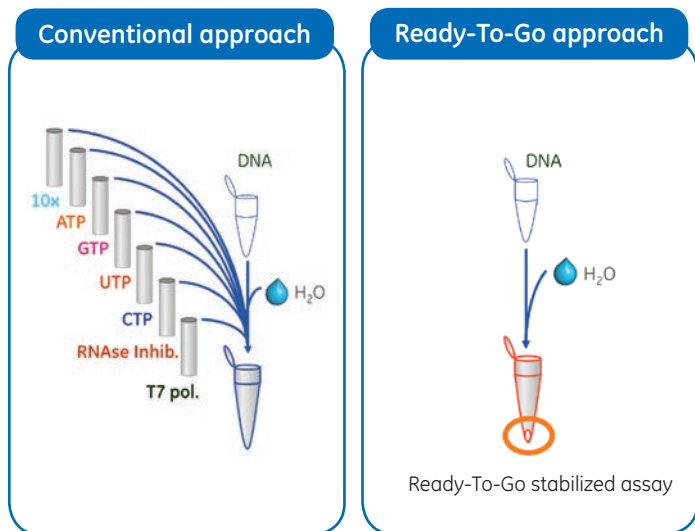 Conventional approach
DNA
10x
ATP
GTP
UTP
H₂O
CTP
RNAse Inhib.
T7 pol.
Ready-To-Go approach
DNA
H₂O
Ready-To-Go stabilized assay